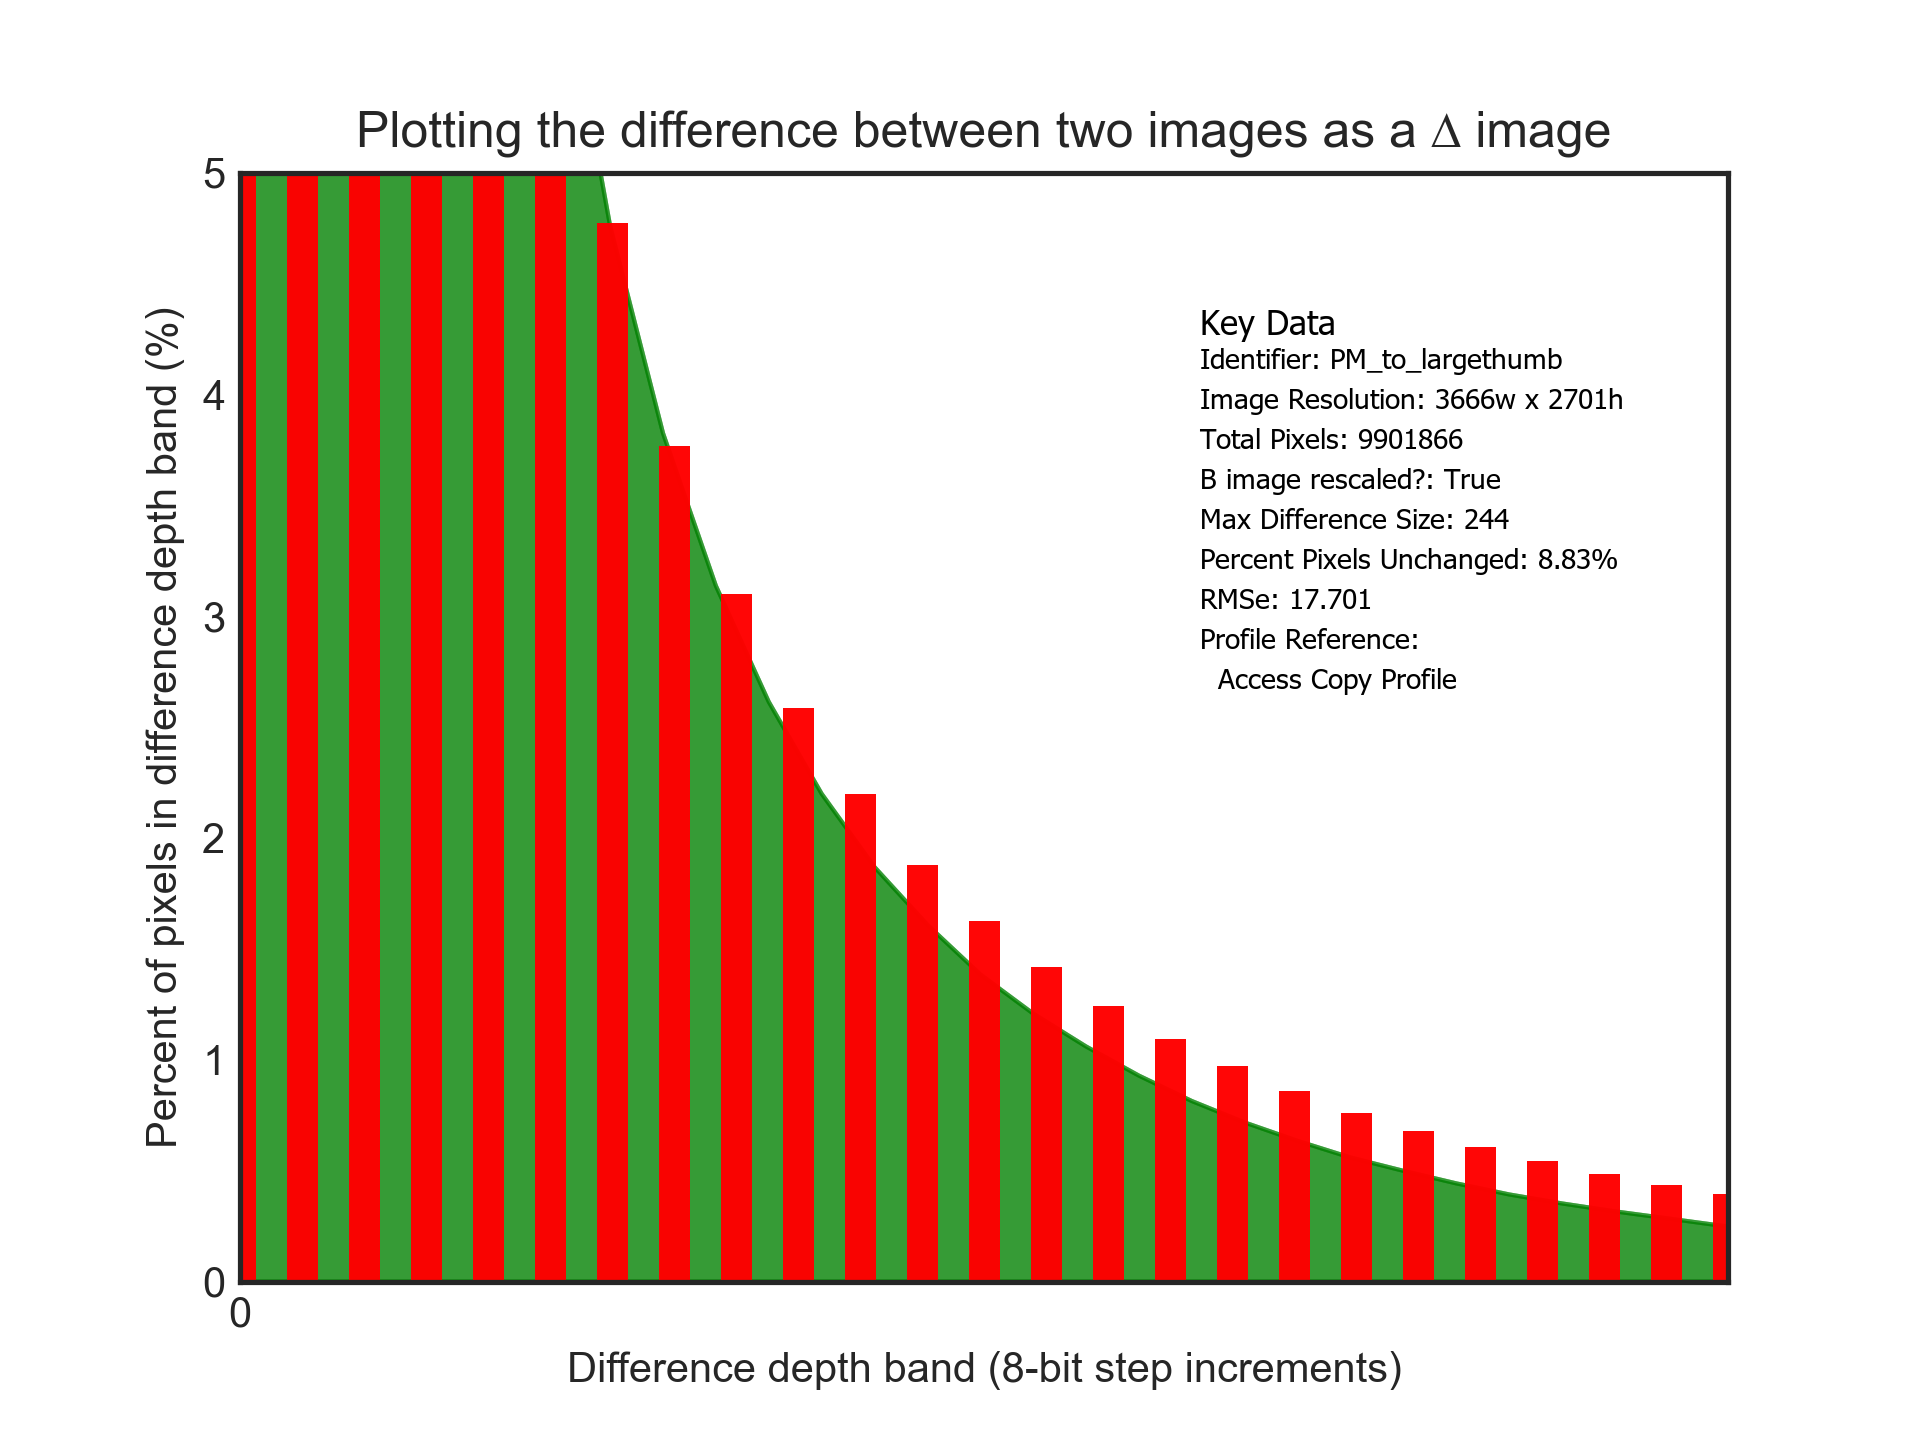 Plotting the difference between two images as a Δ image
5
4
3
2
1
0
0
Percent of pixels in difference depth band (%)
Key Data
Identifier: PM_to_largethumb
Image Resolution: 3666w x 2701h
Total Pixels: 9901866
B image rescaled?: True
Max Difference Size: 244
Percent Pixels Unchanged: 8.83%
RMSe: 17.701
Profile Reference:
Access Copy Profile
Difference depth band (8-bit step increments)